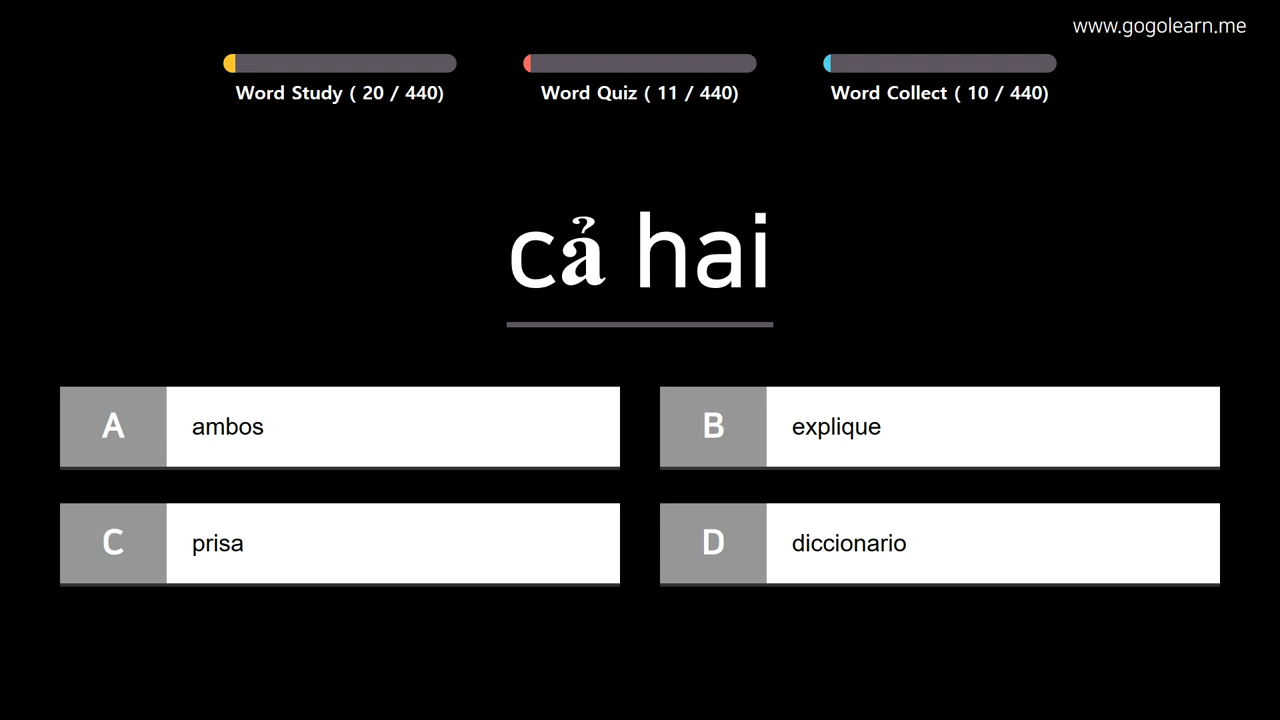 www.gogolearn.me
Word Study ( 20 / 440)
Word Quiz ( 11 / 440)
Word Collect ( 10 / 440)
cả hai
A ambos
B explique
C prisa
D diccionario